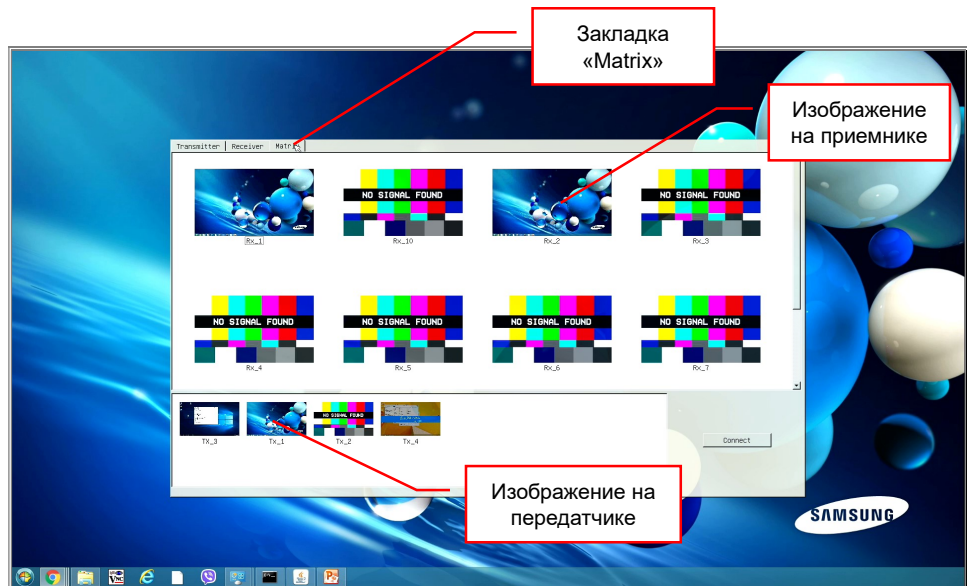 Закладка
«Matrix»
Изображение
на приемнике
Transmitter Receiver
NO SIGNAL FOUND NO SIGNAL FOUND
Rx_1 Rx_10 Rx_2 Rx_3
NO SIGNAL FOUND NO SIGNAL FOUND NO SIGNAL FOUND NO SIGNAL FOUND
Rx_4 Rx_5 Rx_6 Rx_7
NO SIGNAL FOUND
TX_3 Tx_1 Tx_2 Tx_4
Connect
Изображение на
передатчике
SAMSUNG